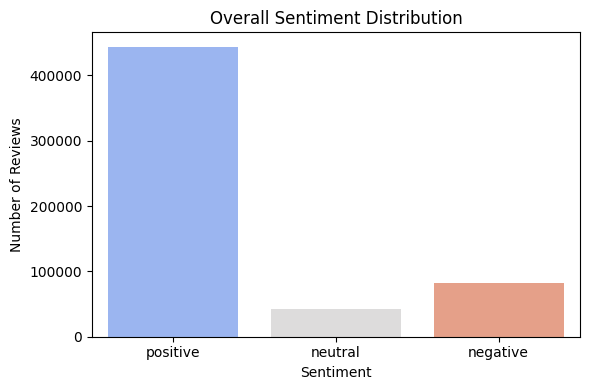 Overall Sentiment Distribution
Number of Reviews
400000
300000
200000
100000
0
positive
neutral
negative
Sentiment